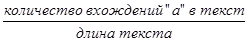 количество вхождений "а" в текст
длина текста